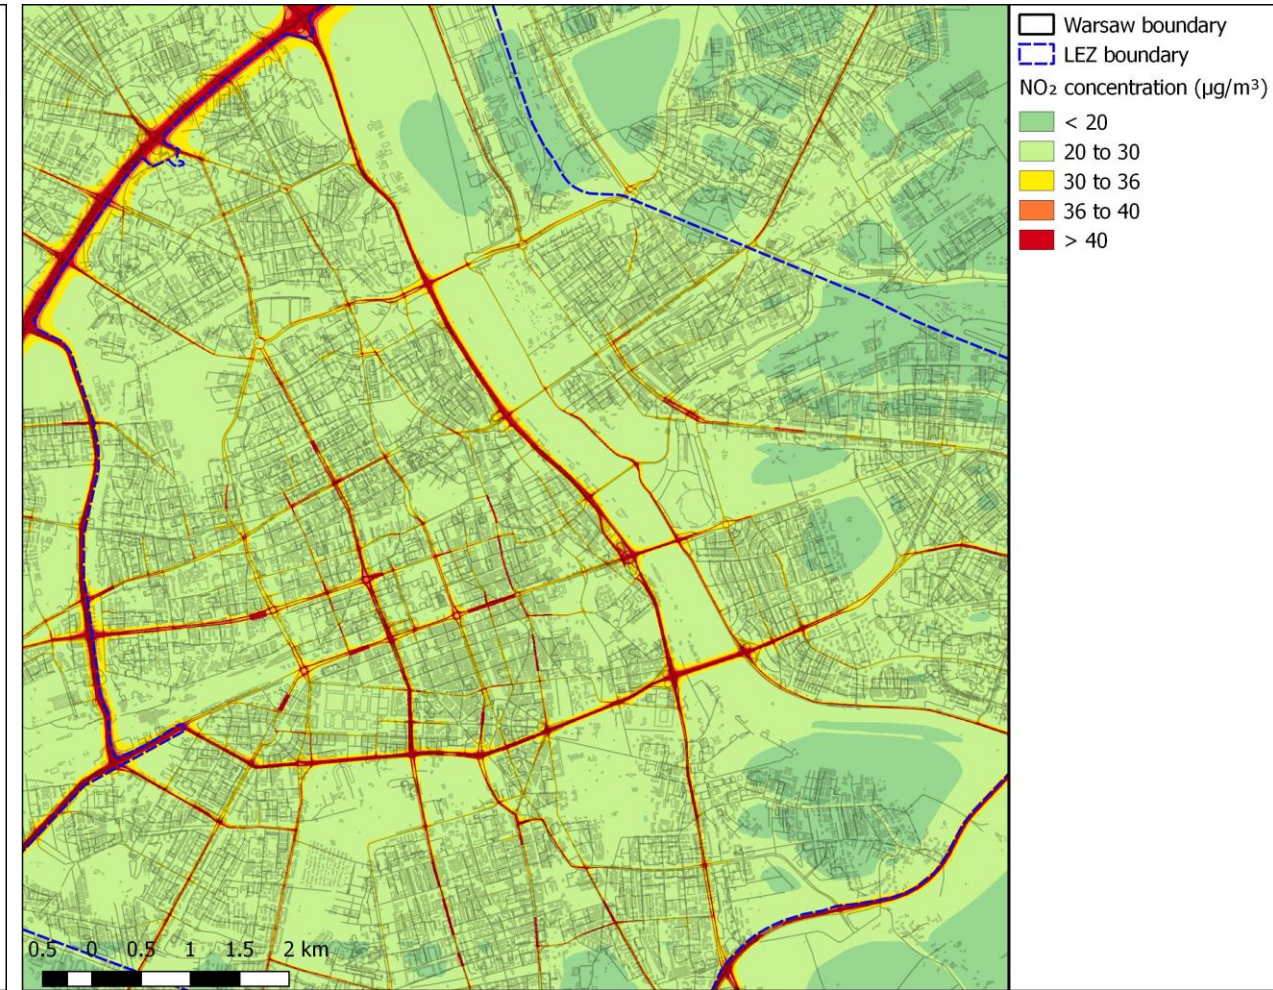 Warsaw boundary
LEZ boundary
NO₂ concentration (µg/m³)
< 20
20 to 30
30 to 36
36 to 40
> 40
0.5 0 0.5 1 1.5 2 km